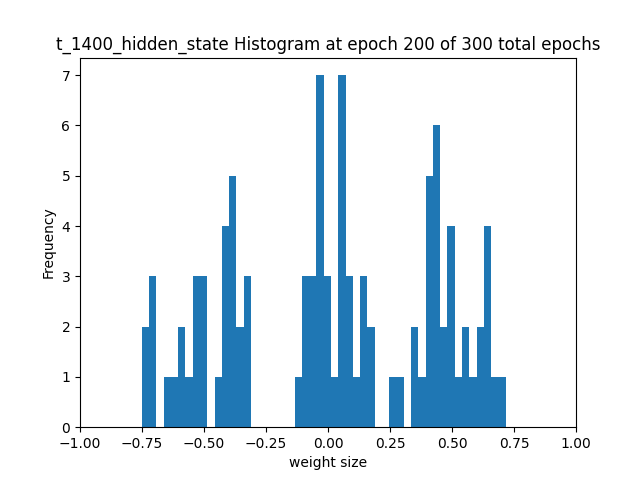 t_1400_hidden_state Histogram at epoch 200 of 300 total epochs
7
6
5
4
3
2
1
0
Frequency
−1.00 −0.75 −0.50 −0.25 0.00 0.25 0.50 0.75 1.00
weight size